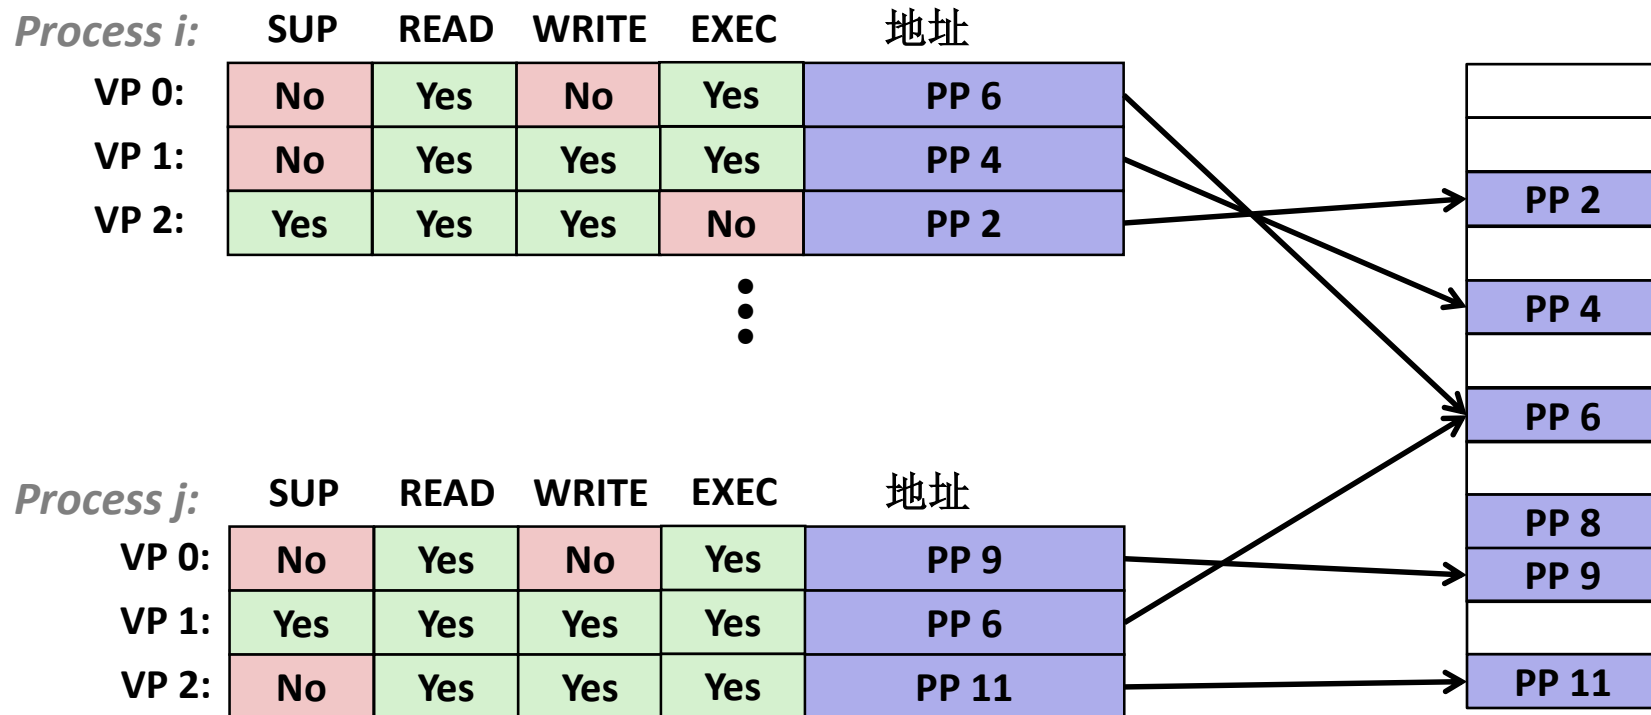 Process i: SUP READ WRITE EXEC 地址
VP 0: No Yes No Yes PP 6
VP 1: No Yes Yes Yes PP 4
VP 2: Yes Yes Yes No PP 2
Process j: SUP READ WRITE EXEC 地址
VP 0: No Yes No Yes PP 9
VP 1: Yes Yes Yes Yes PP 6
VP 2: No Yes Yes Yes PP 11
PP 2
PP 4
PP 6
PP 8
PP 9
PP 11